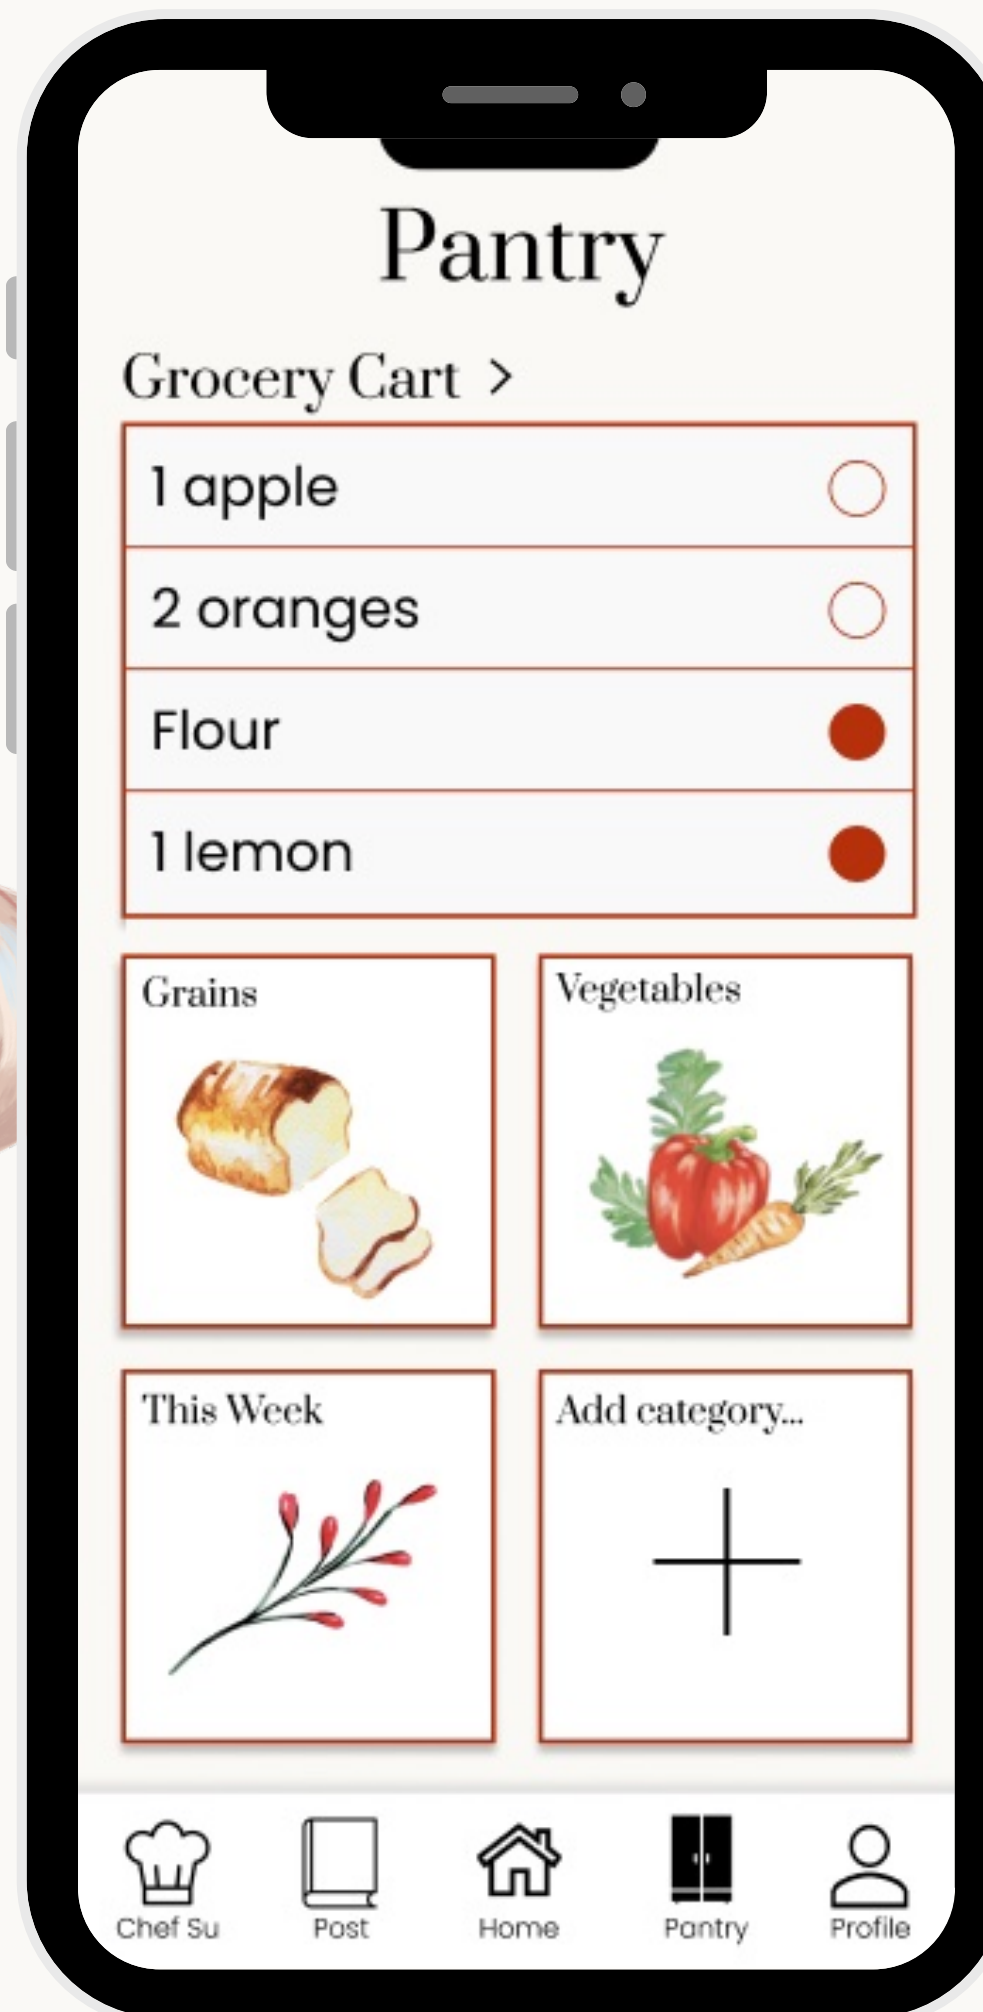 Pantry
Grocery Cart >
1 apple
2 oranges
Flour
1 lemon
Grains
Vegetables
This Week
Add category...
Chef Su
Post
Home
Pantry
Profile